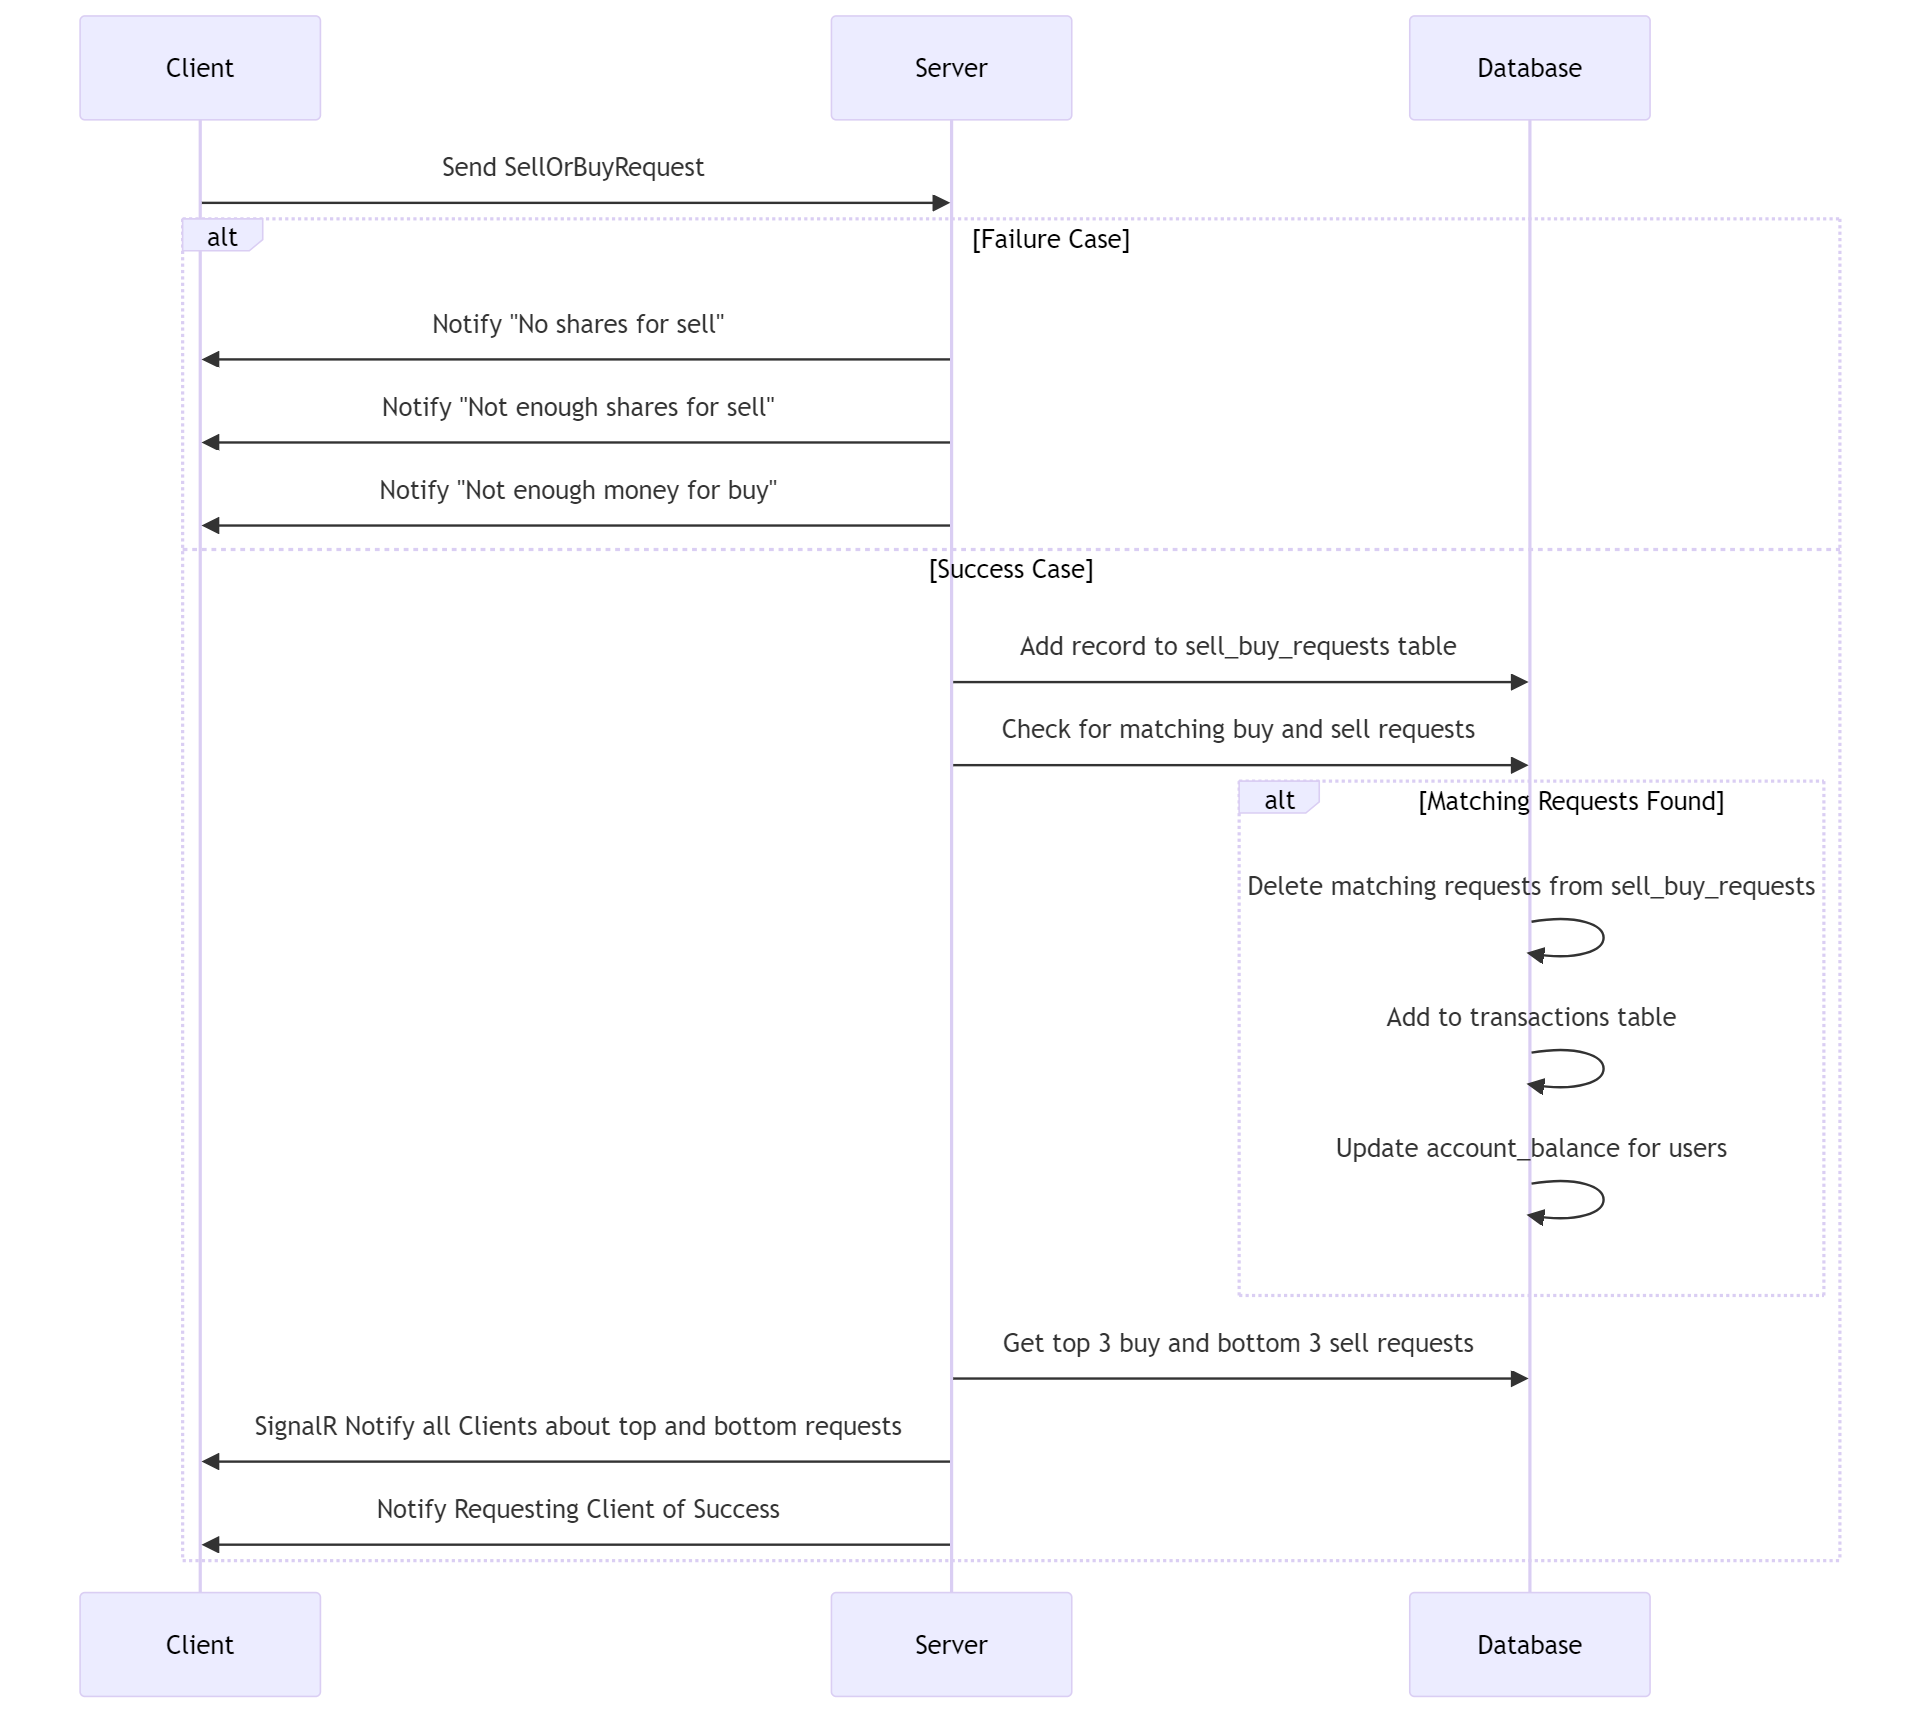 Client
Server
Database
Send SellOrBuyRequest
alt
[Failure Case]
Notify "No shares for sell"
Notify "Not enough shares for sell"
Notify "Not enough money for buy"
[Success Case]
Add record to sell_buy_requests table
Check for matching buy and sell requests
alt
[Matching Requests Found]
Delete matching requests from sell_buy_requests
Add to transactions table
Update account_balance for users
Get top 3 buy and bottom 3 sell requests
SignalR Notify all Clients about top and bottom requests
Notify Requesting Client of Success
Client
Server
Database